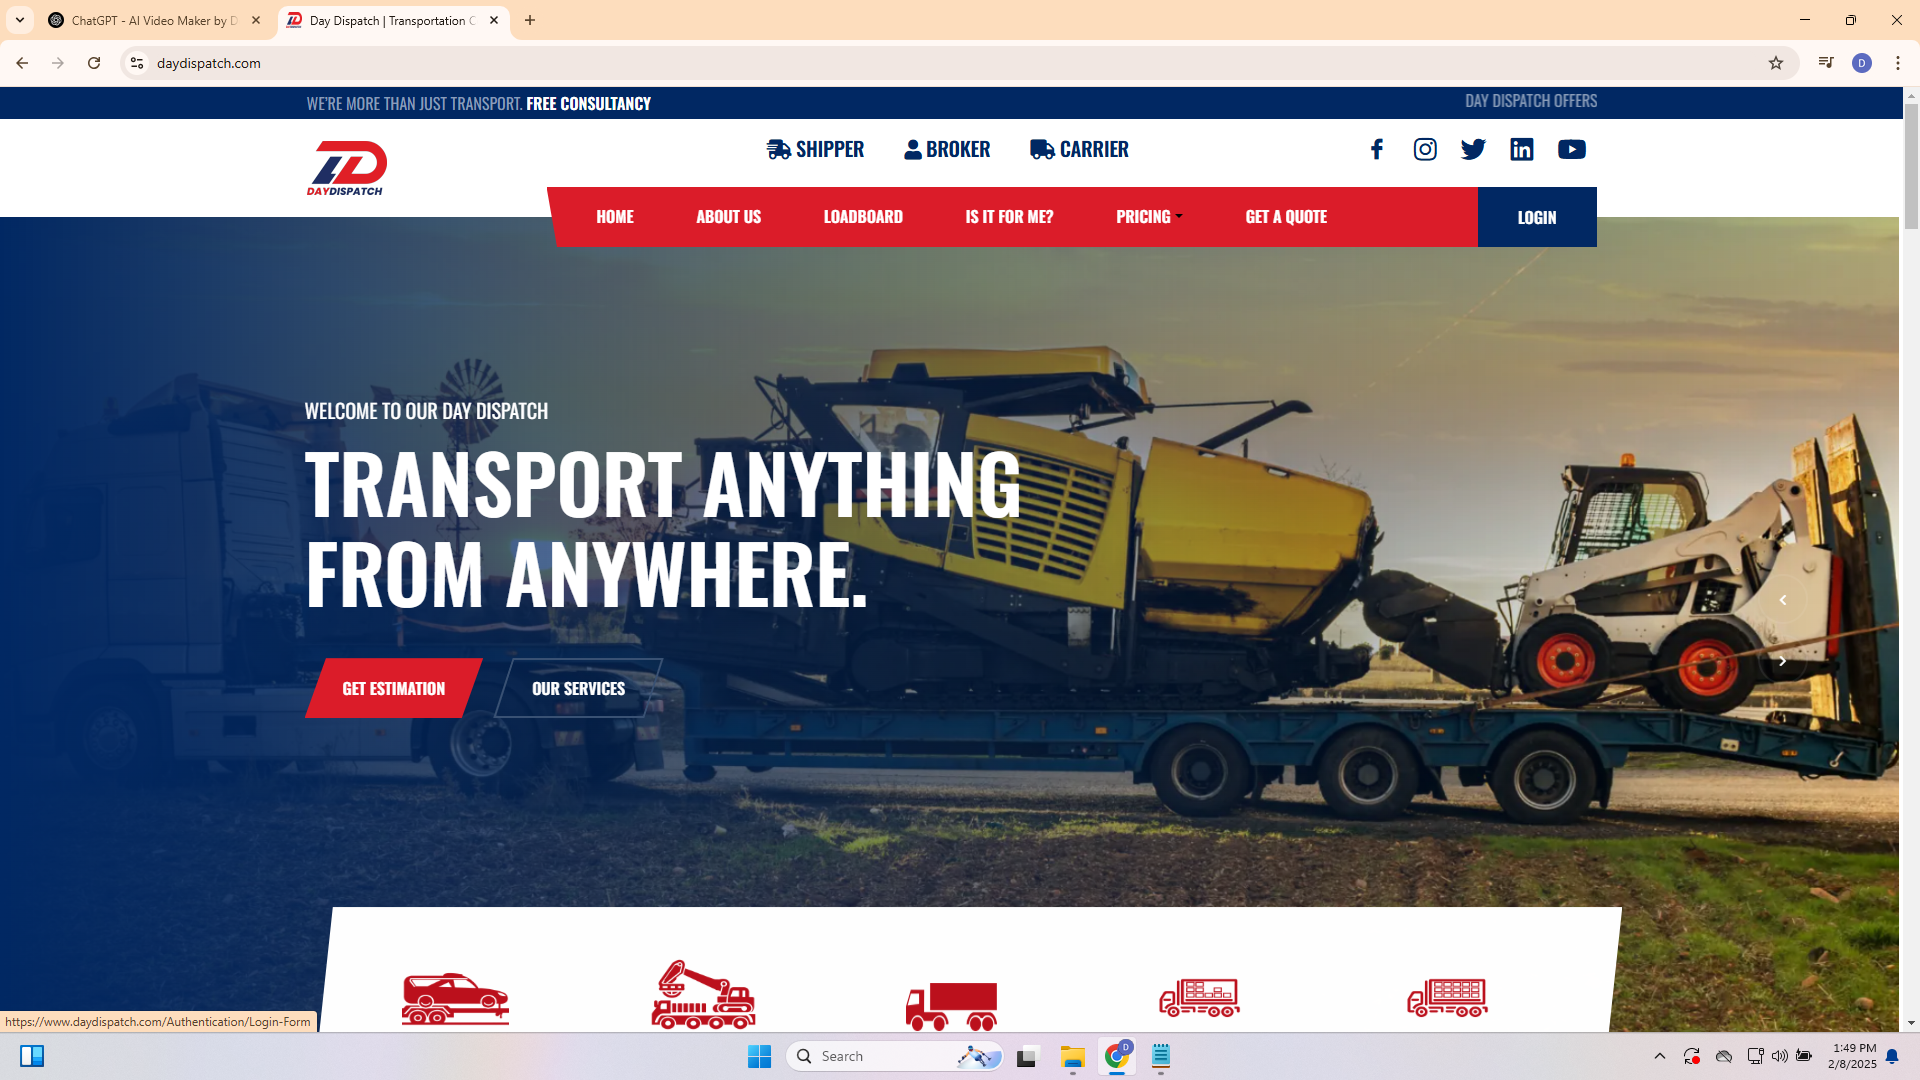 ChatGPT - AI Video Maker by D
Day Dispatch | Transportation C
daydispatch.com
D
WE'RE MORE THAN JUST TRANSPORT. FREE CONSULTANCY
DAY DISPATCH OFFERS
DAYDISPATCH
SHIPPER
BROKER
CARRIER
HOME
ABOUT US
LOADBOARD
IS IT FOR ME?
PRICING
GET A QUOTE
LOGIN
WELCOME TO OUR DAY DISPATCH
TRANSPORT ANYTHING
FROM ANYWHERE.
GET ESTIMATION
OUR SERVICES
https://www.daydispatch.com/Authentication/Login-Form
Search
D
1:49 PM
2/8/2025